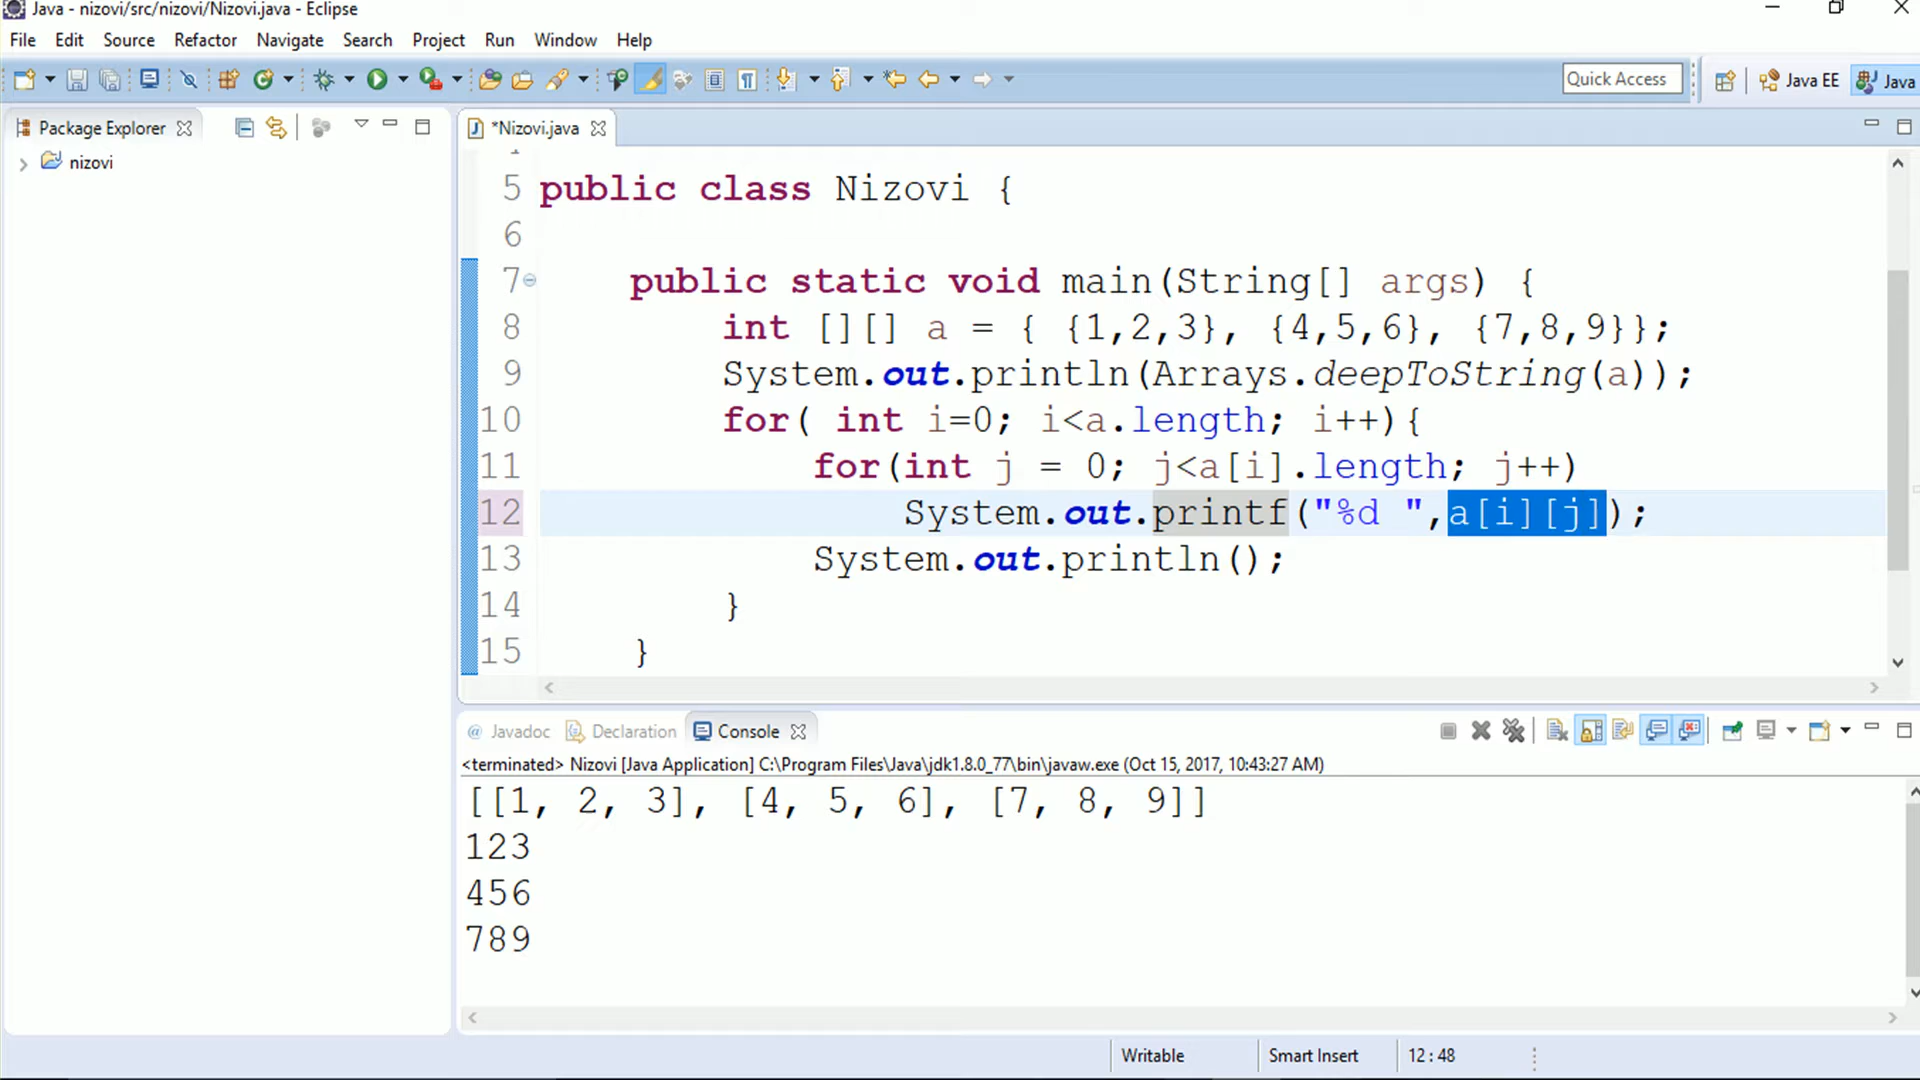 Java - nizovi/src/nizovi/Nizovi.java - Eclipse
File Edit Source Refactor Navigate Search Project Run Window Help
Quick Access Java EE Java
Package Explorer
nizovi
*Nizovi.java
5 public class Nizovi {
6
7 public static void main(String[] args) {
8 int [][] a = { {1,2,3}, {4,5,6}, {7,8,9}};
9 System.out.println(Arrays.deepToString(a));
10 for( int i=0; i<a.length; i++){
11 for(int j = 0; j<a[i].length; j++)
12 System.out.printf("%d ",a[i][j]);
13 System.out.println();
14 }
15 }
@ Javadoc Declaration Console
<terminated> Nizovi [Java Application] C:\Program Files\Java\jdk1.8.0_77\bin\javaw.exe (Oct 15, 2017, 10:43:27 AM)
[[1, 2, 3], [4, 5, 6], [7, 8, 9]]
123
456
789
Writable Smart Insert 12 : 48